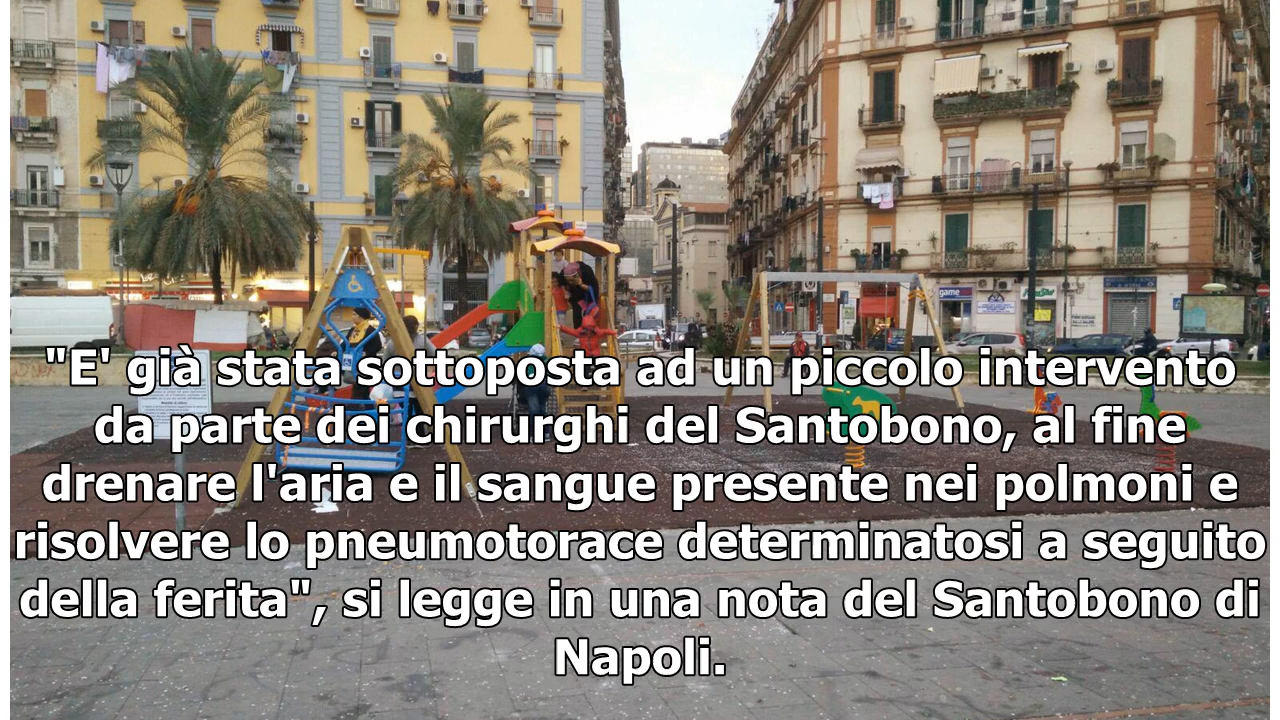 game
"E' già stata sottoposta ad un piccolo intervento
da parte dei chirurghi del Santobono, al fine
drenare l'aria e il sangue presente nei polmoni e
risolvere lo pneumotorace determinatosi a seguito
della ferita", si legge in una nota del Santobono di
Napoli.